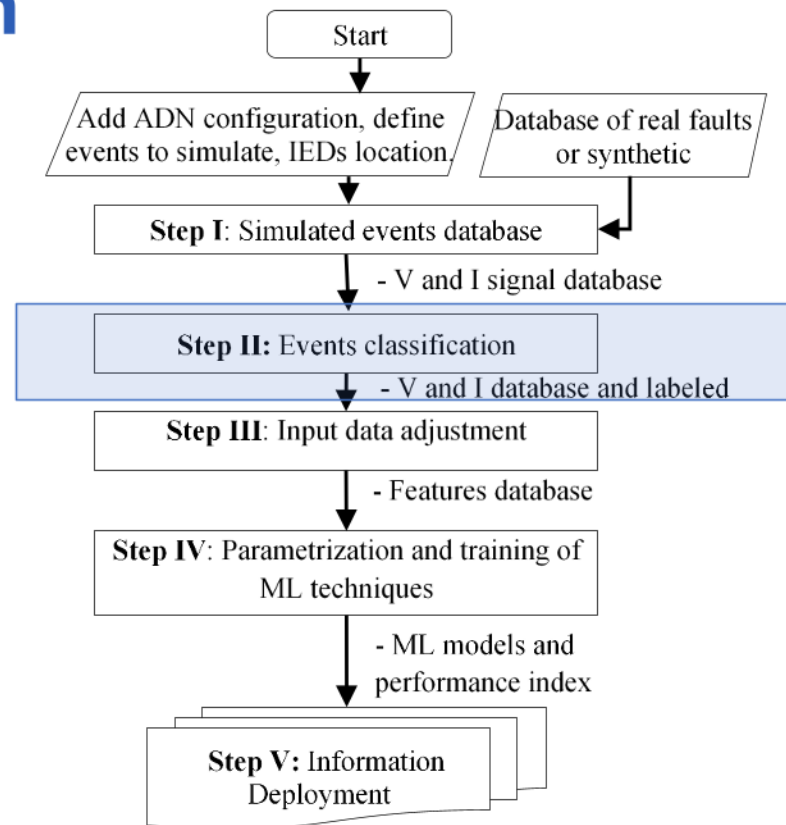 n
Start
Add ADN configuration, define
events to simulate, IEDs location.
Database of real faults
or synthetic
Step I: Simulated events database
- V and I signal database
Step II: Events classification
- V and I database and labeled
Step III: Input data adjustment
- Features database
Step IV: Parametrization and training of
ML techniques
- ML models and
performance index
Step V: Information
Deployment